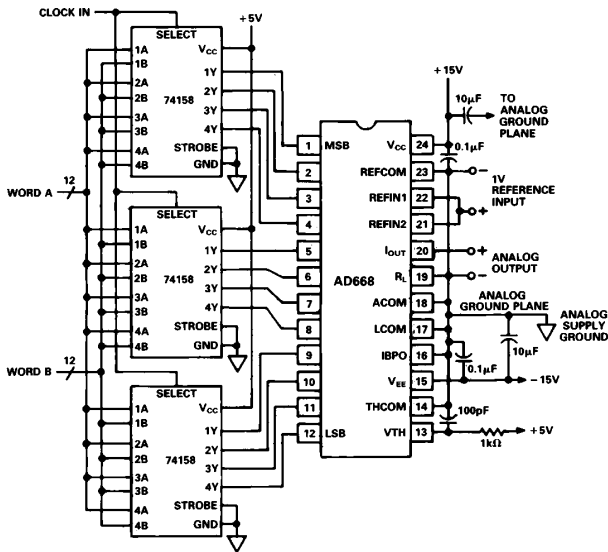 CLOCK IN
+5V
SELECT
1A
1B
2A
2B
3A
3B
4A
4B
74158
VCC
1Y
2Y
3Y
4Y
STROBE
GND
WORD A
12
SELECT
1A
1B
2A
2B
3A
3B
4A
4B
74158
VCC
1Y
2Y
3Y
4Y
STROBE
GND
WORD B
12
SELECT
1A
1B
2A
2B
3A
3B
4A
4B
74158
VCC
1Y
2Y
3Y
4Y
STROBE
GND
AD668
1 MSB
2
3
4
5
6
7
8
9
10
11
12 LSB
VCC 24
REFCOM 23
REFIN1 22
REFIN2 21
IOUT 20
RL 19
ACOM 18
LCOM 17
IBPO 16
VEE 15
THCOM 14
VTH 13
+15V
10µF
TO
ANALOG
GROUND
PLANE
0.1µF
−
1V
REFERENCE
INPUT
+
+
ANALOG
OUTPUT
−
ANALOG
GROUND PLANE
ANALOG
SUPPLY
GROUND
10µF
0.1µF
−15V
100pF
+5V
1kΩ